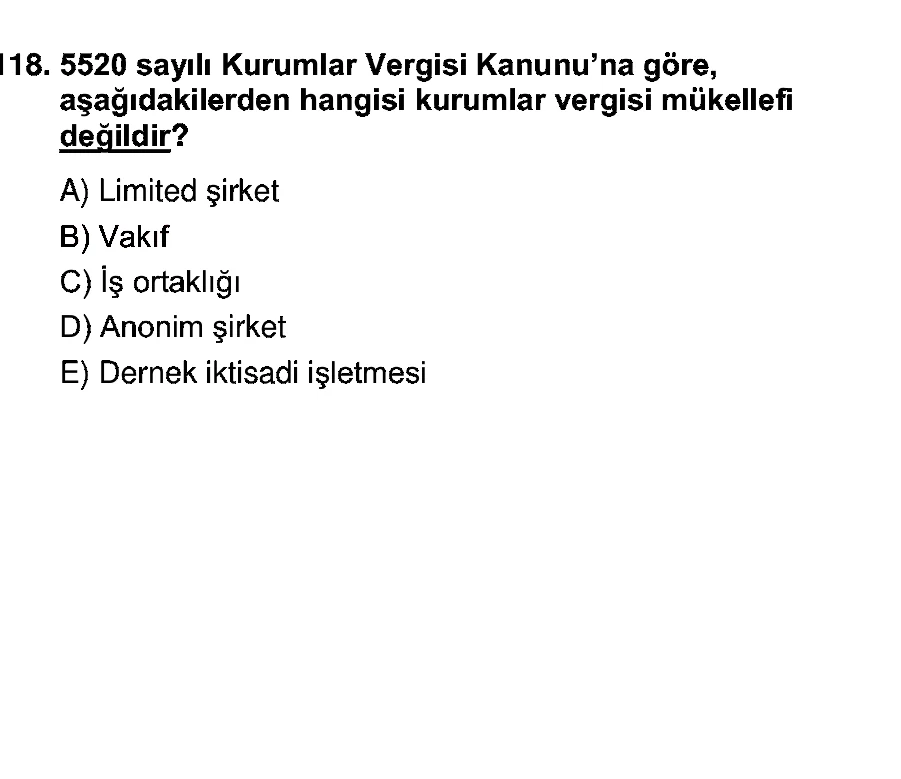 118. 5520 sayılı Kurumlar Vergisi Kanunu’na göre,
aşağıdakilerden hangisi kurumlar vergisi mükellefi
değildir?
A) Limited şirket
B) Vakıf
C) İş ortaklığı
D) Anonim şirket
E) Dernek iktisadi işletmesi